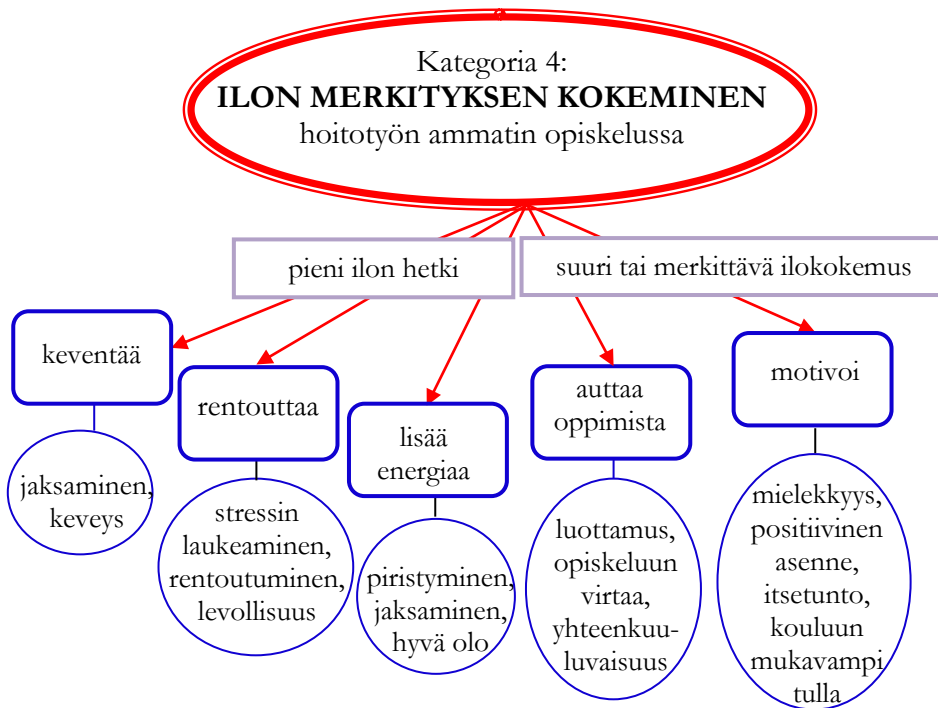 Kategoria 4:
ILON MERKITYKSEN KOKEMINEN
hoitotyön ammatin opiskelussa
pieni ilon hetki
suuri tai merkittävä ilokokemus
keventää
rentouttaa
lisää
energiaa
auttaa
oppimista
motivoi
jaksaminen,
keveys
stressin
laukeaminen,
rentoutuminen,
levollisuus
piristyminen,
jaksaminen,
hyvä olo
luottamus,
opiskeluun
virtaa,
yhteenkuu-
luvaisuus
mielekkyys,
positiivinen
asenne,
itsetunto,
kouluun
mukavampi
tulla